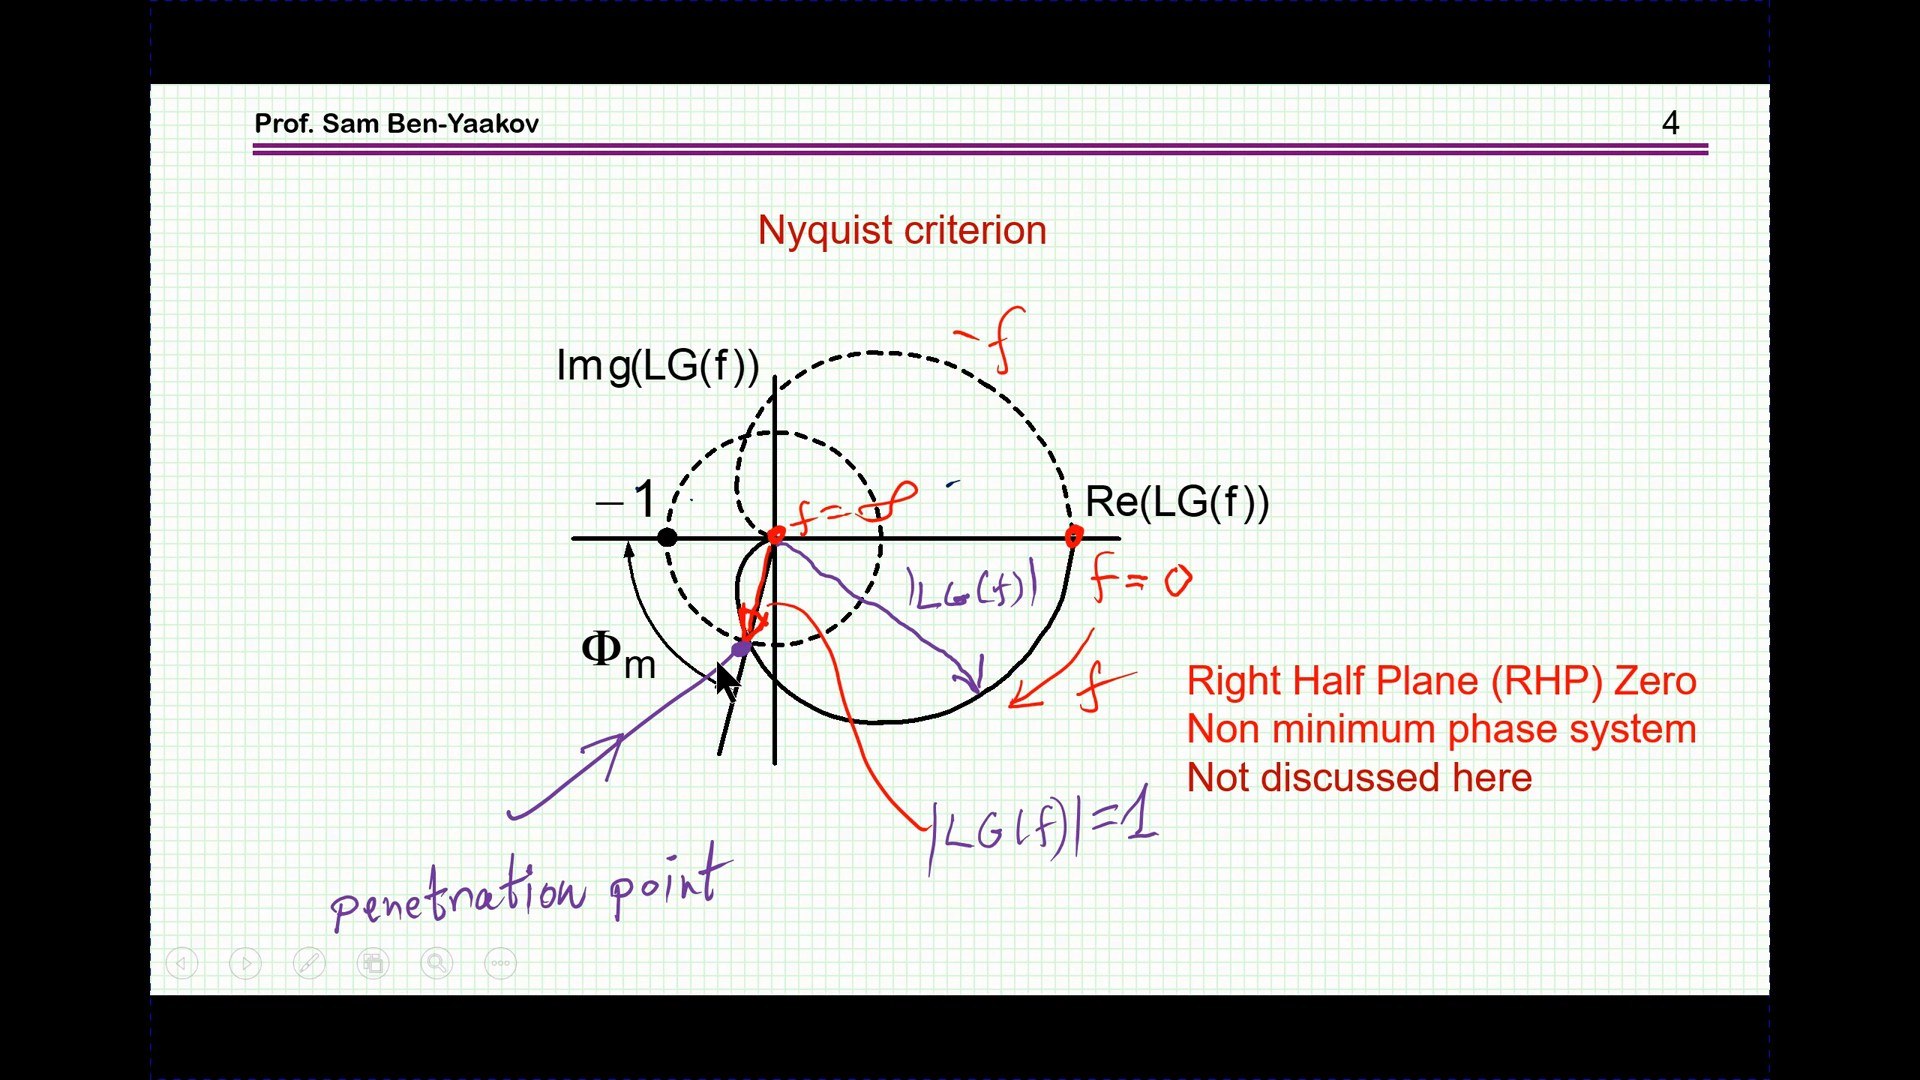 Prof. Sam Ben-Yaakov
4
Nyquist criterion
-f
Img(LG(f))
−1
f=∞
Re(LG(f))
|LG(f)|
f=0
Φm
f
Right Half Plane (RHP) Zero
Non minimum phase system
Not discussed here
|LG(f)|=1
penetration point